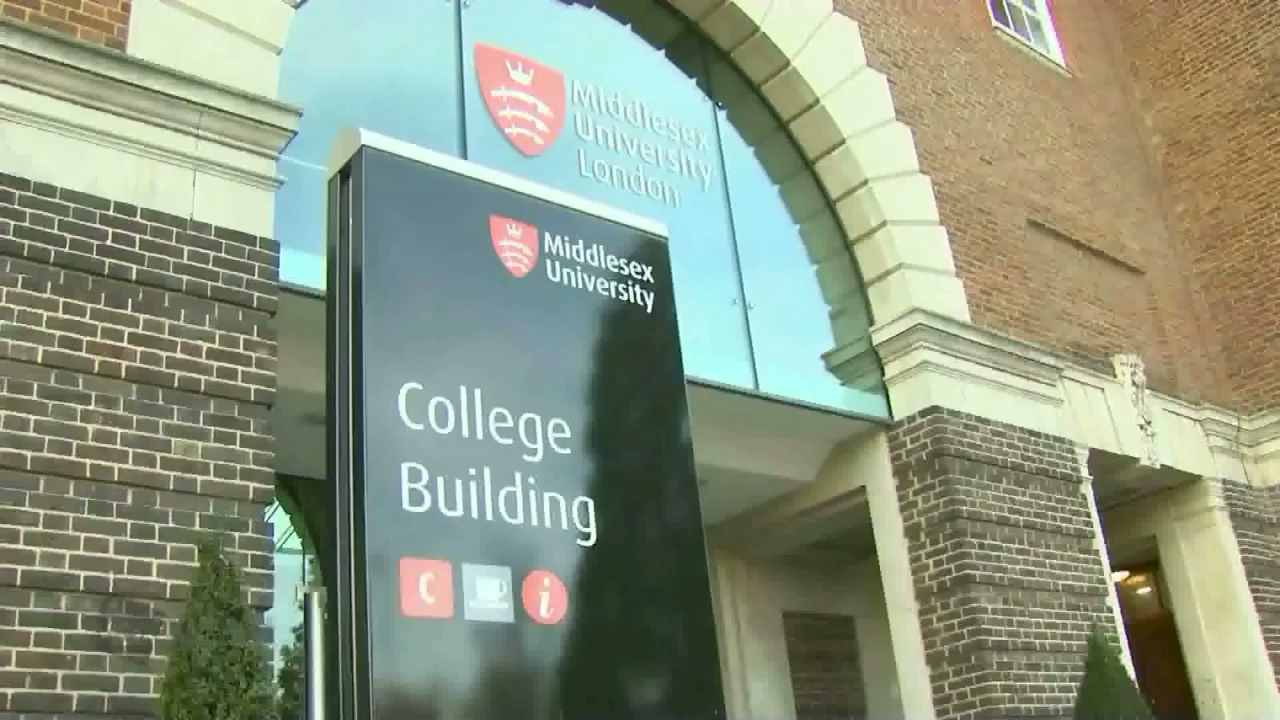 Middlesex
University
London
Middlesex
University
College
Building
C
i